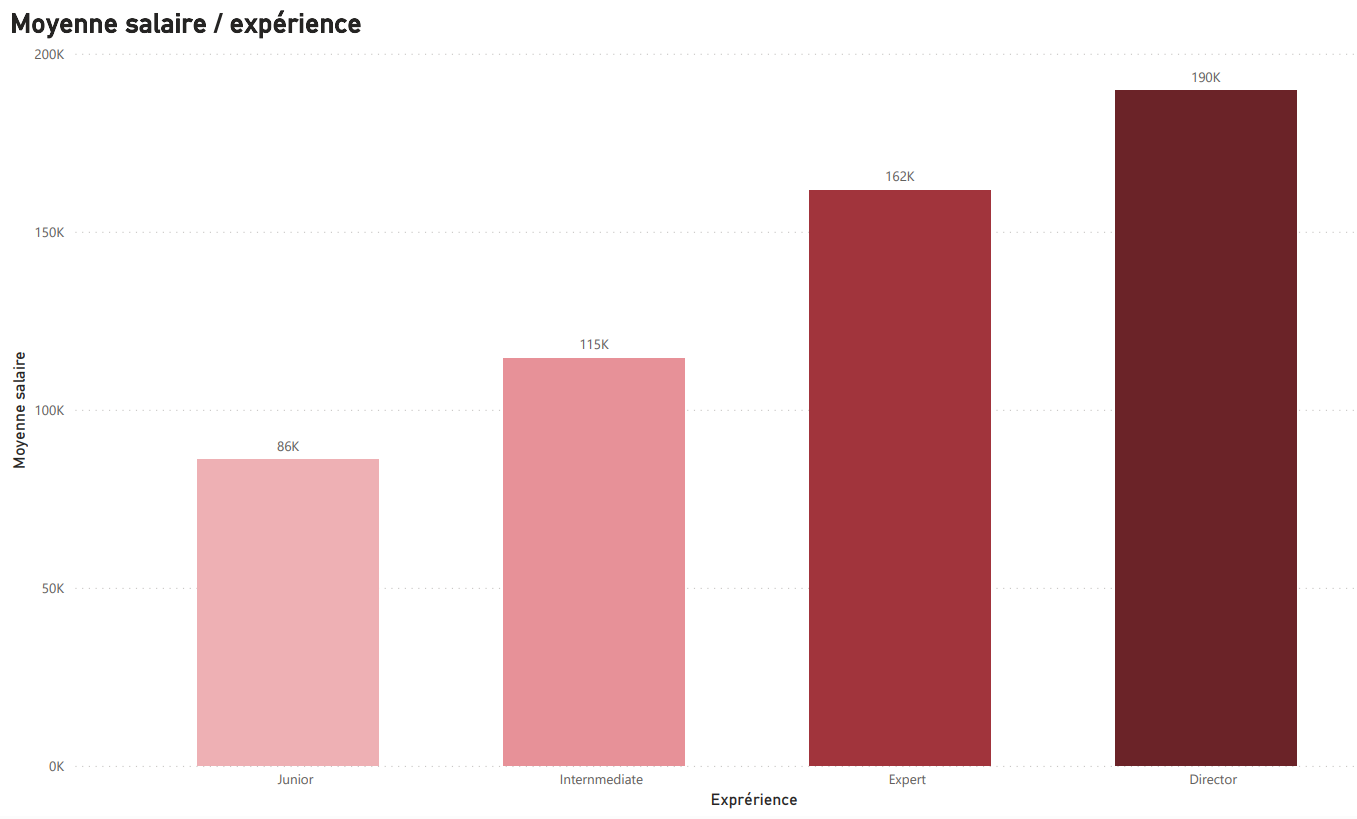 Moyenne salaire / expérience
200K
190K
162K
150K
115K
Moyenne salaire
100K
86K
50K
0K
Junior
Internmediate
Expert
Director
Exprérience